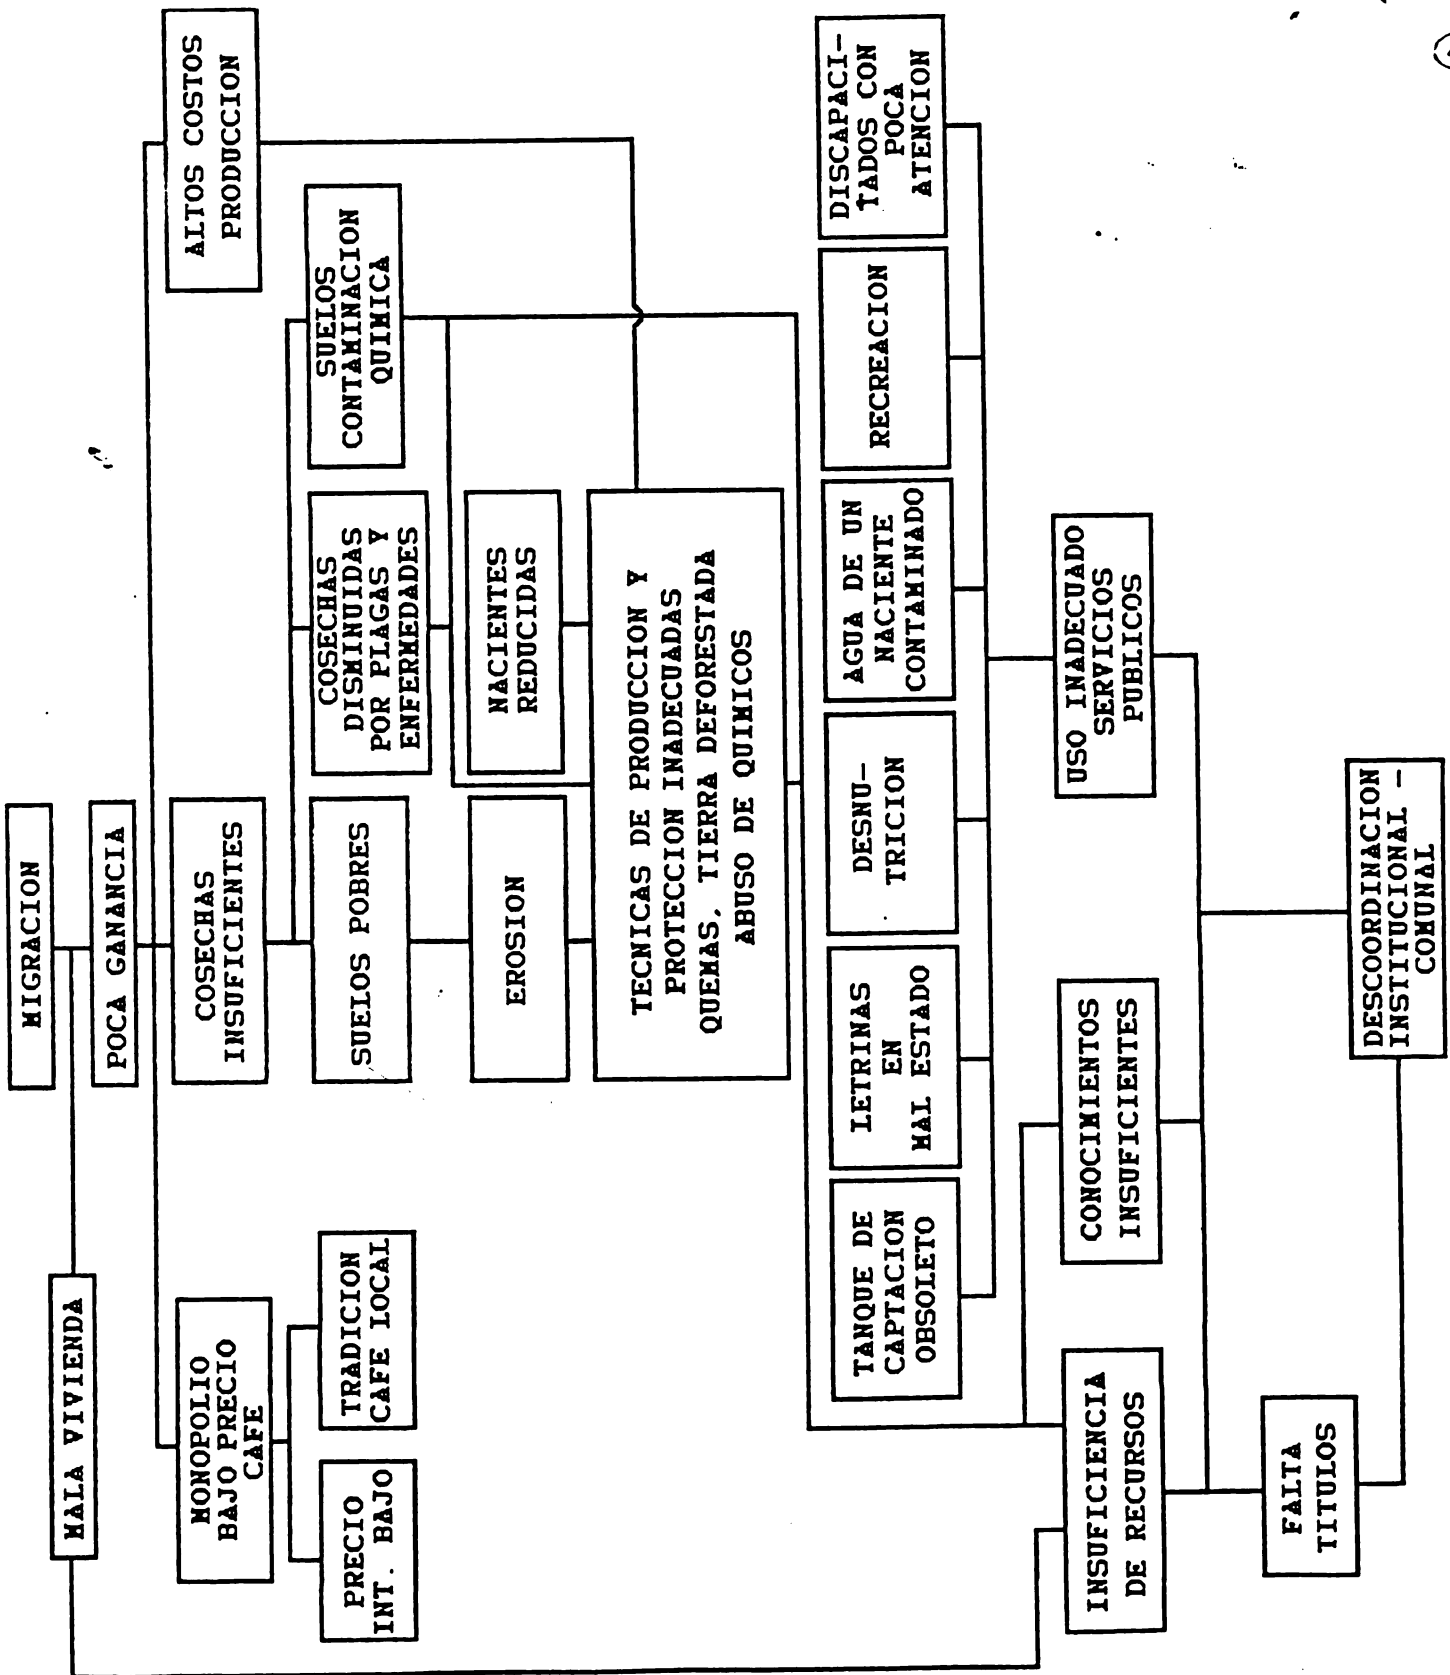 MIGRACION
MALA VIVIENDA
POCA GANANCIA
MONOPOLIO
BAJO PRECIO
CAFE
COSECHAS
INSUFICIENTES
ALTOS COSTOS
PRODUCCION
PRECIO
INT. BAJO
TRADICION
CAFE LOCAL
SUELOS POBRES
COSECHAS
DISMINUIDAS
POR PLAGAS Y
ENFERMEDADES
SUELOS
CONTAMINACION
QUIMICA
EROSION
NACIENTES
REDUCIDAS
TECNICAS DE PRODUCCION Y
PROTECCION INADECUADAS
QUEMAS, TIERRA DEFORESTADA
ABUSO DE QUIMICOS
TANQUE DE
CAPTACION
OBSOLETO
LETRINAS
EN
MAL ESTADO
DESNU-
TRICION
AGUA DE UN
NACIENTE
CONTAMINADO
RECREACION
DISCAPACI-
TADOS CON
POCA
ATENCION
INSUFICIENCIA
DE RECURSOS
CONOCIMIENTOS
INSUFICIENTES
USO INADECUADO
SERVICIOS
PUBLICOS
FALTA
TITULOS
DESCOORDINACION
INSTITUCIONAL -
COMUNAL